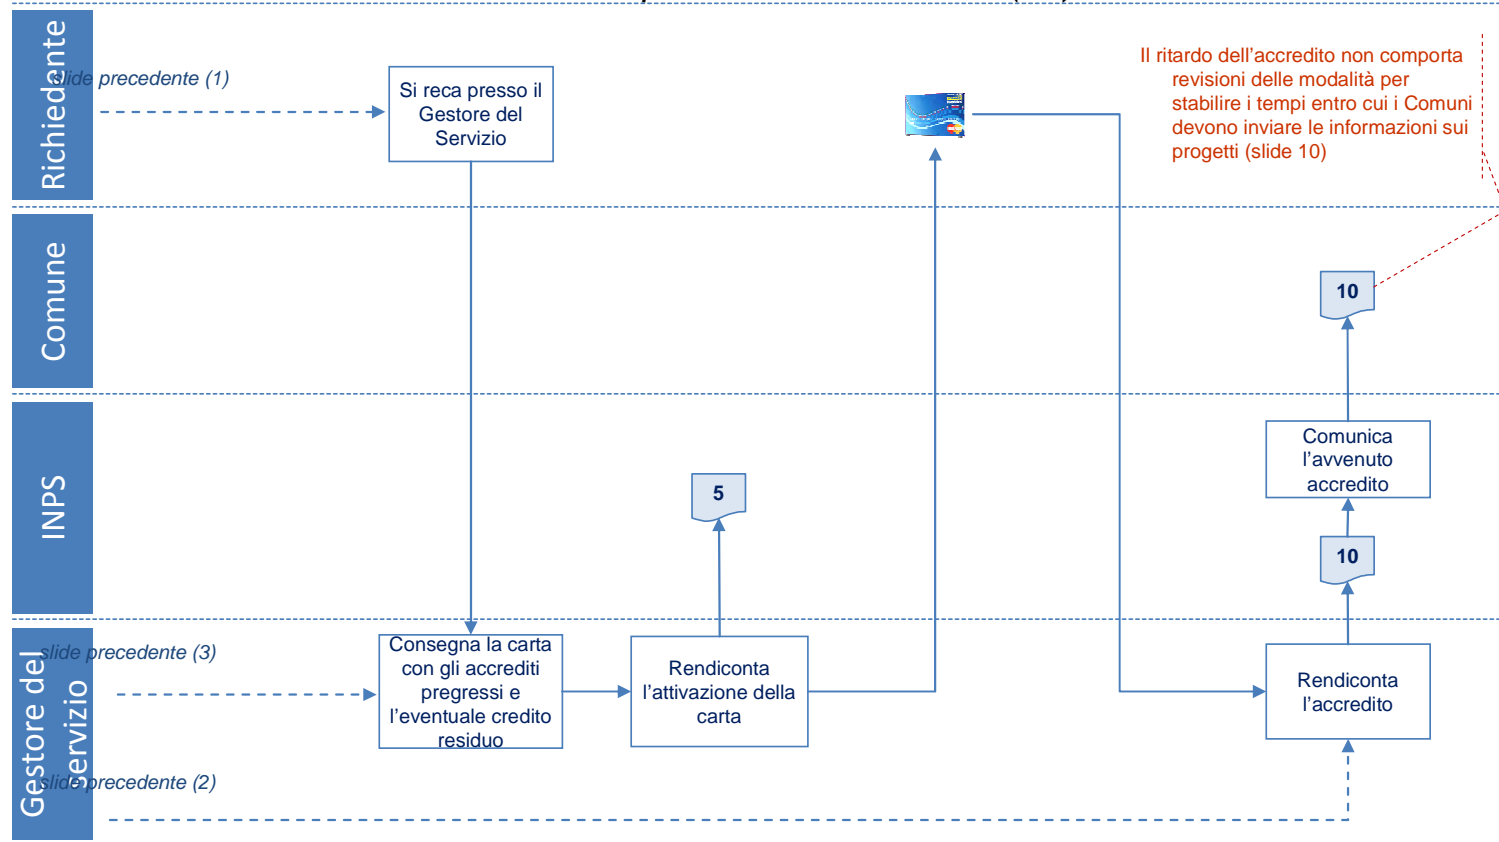 Richiedente
slide precedente (1)
Si reca presso il
Gestore del
Servizio
Il ritardo dell’accredito non comporta
revisioni delle modalità per
stabilire i tempi entro cui i Comuni
devono inviare le informazioni sui
progetti (slide 10)
Comune
10
INPS
5
Comunica
l’avvenuto
accredito
10
Gestore del
servizio
slide precedente (3)
Consegna la carta
con gli accrediti
pregressi e
l’eventuale credito
residuo
Rendiconta
l’attivazione della
carta
Rendiconta
l’accredito
slide precedente (2)